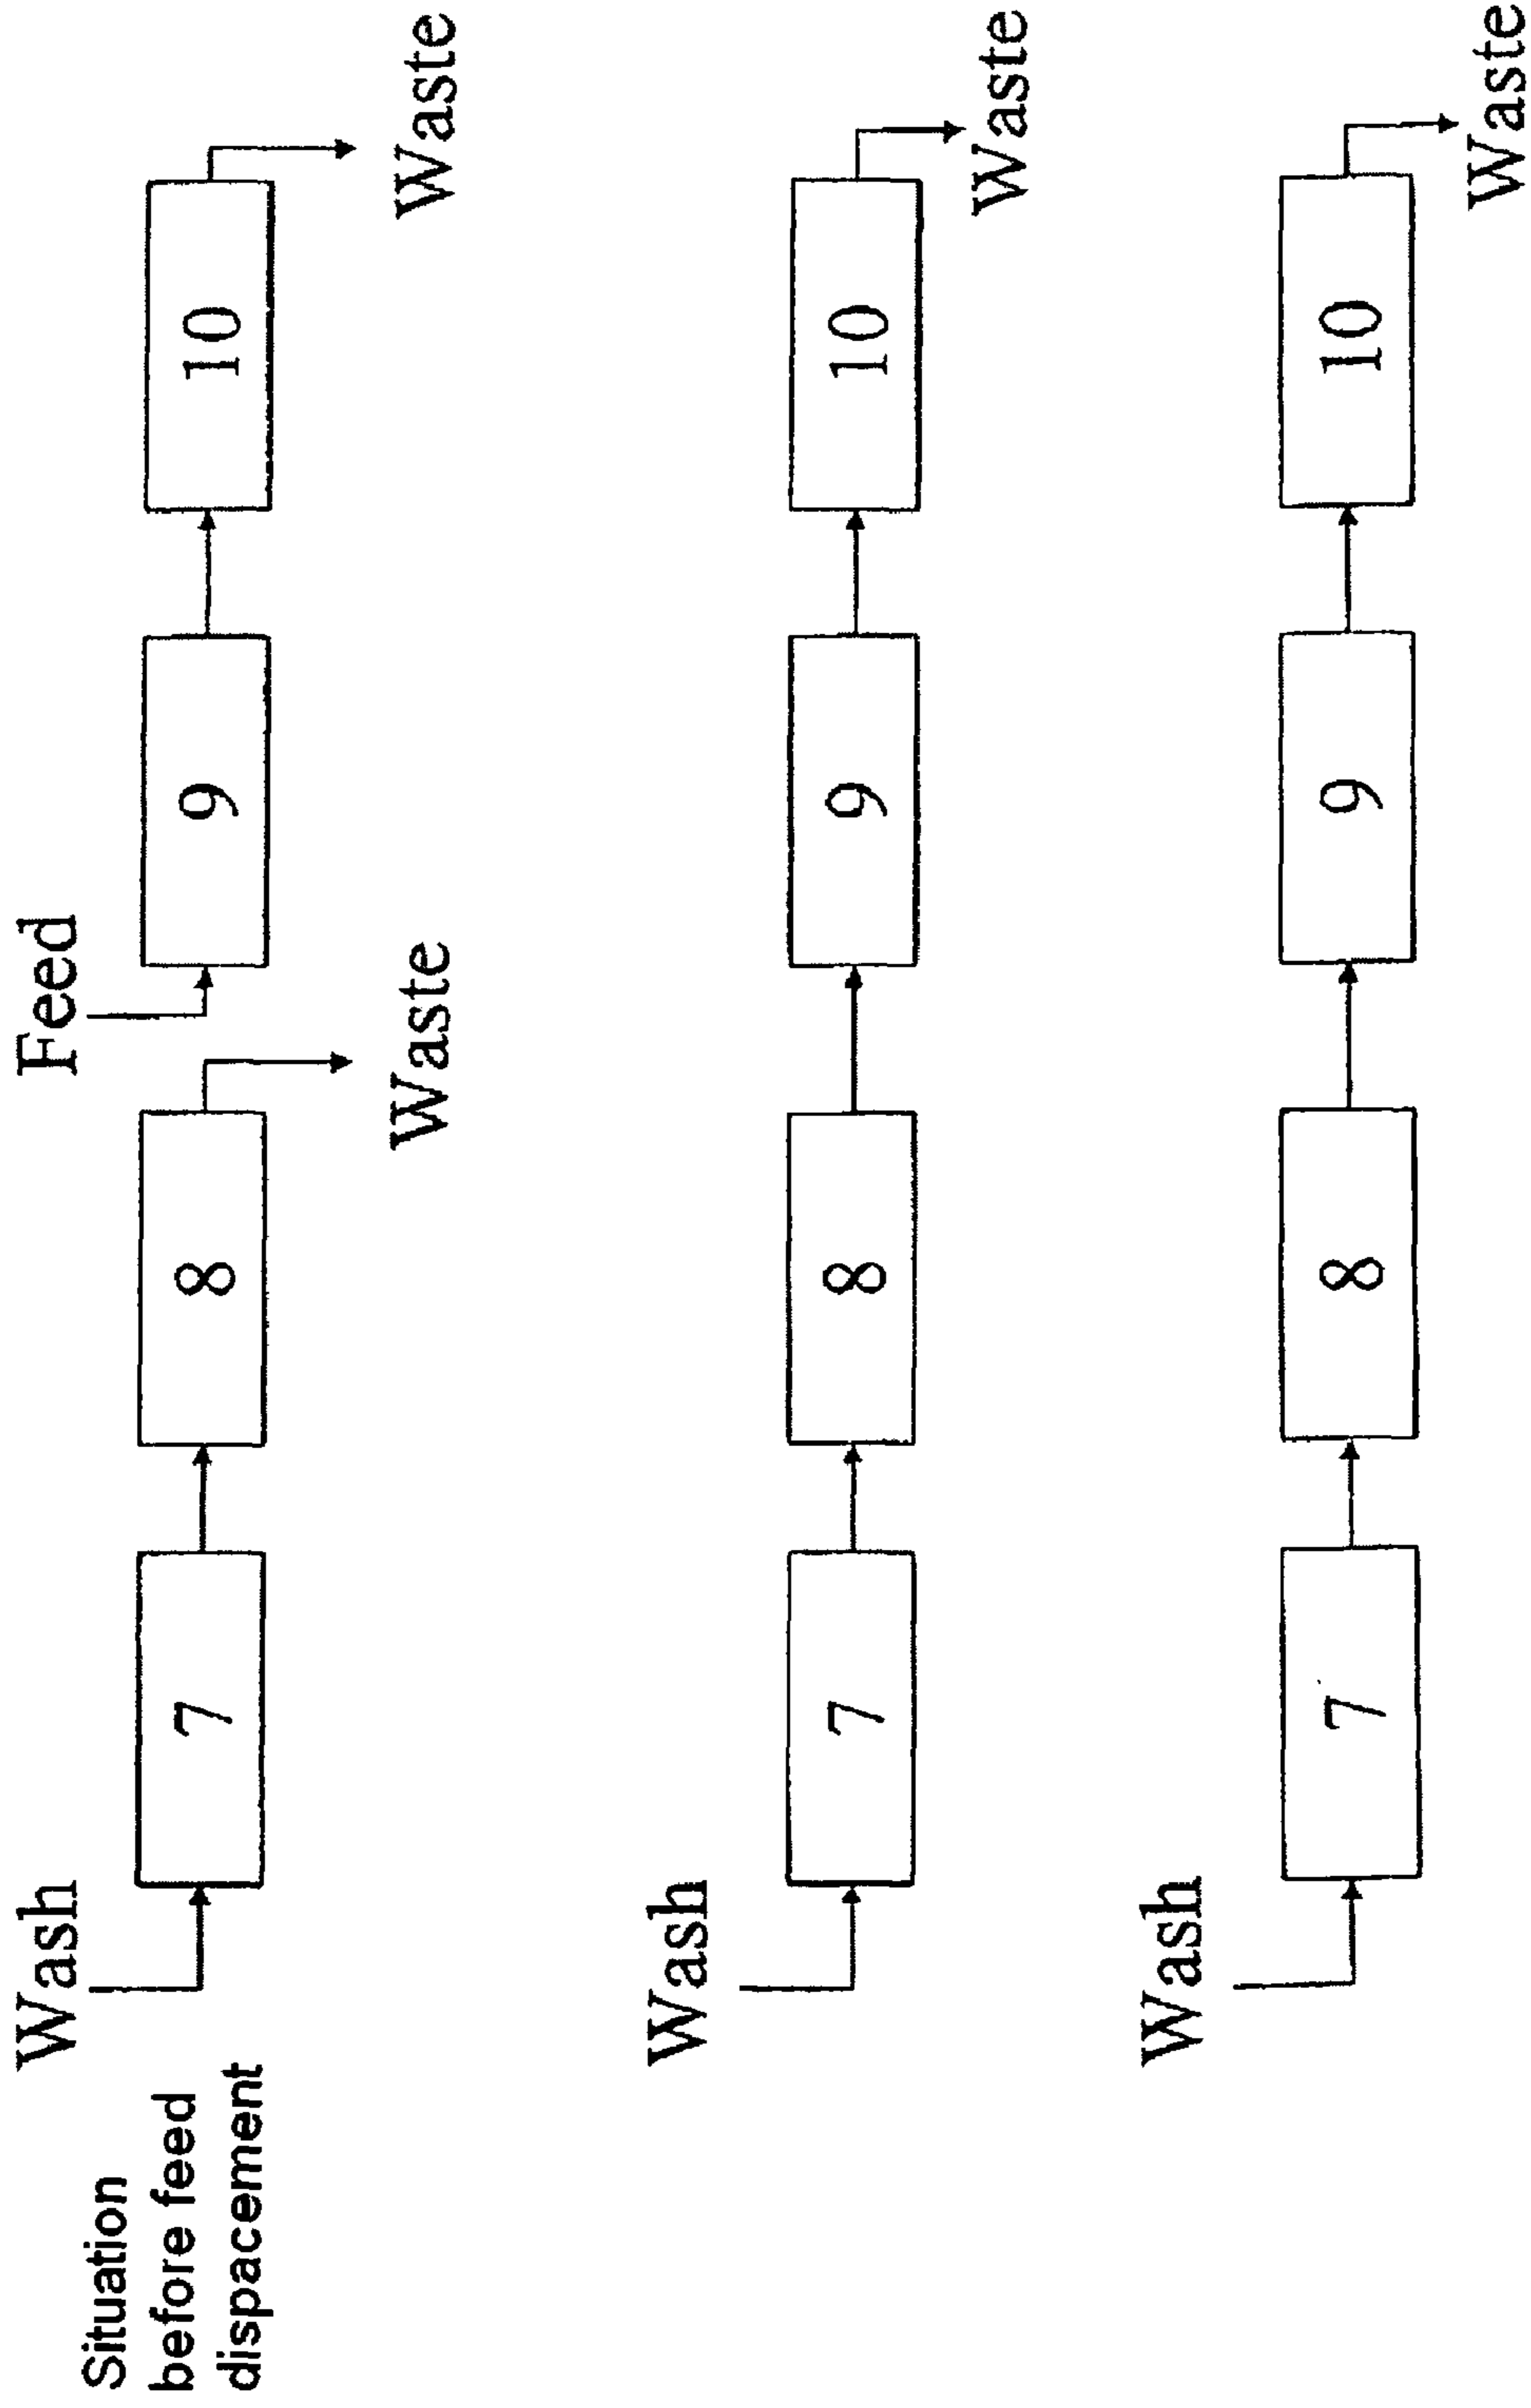 Situation
before feed
dispacement
Wash
Feed
7
8
9
10
Waste
Waste
Wash
7
8
9
10
Waste
Wash
7
8
9
10
Waste